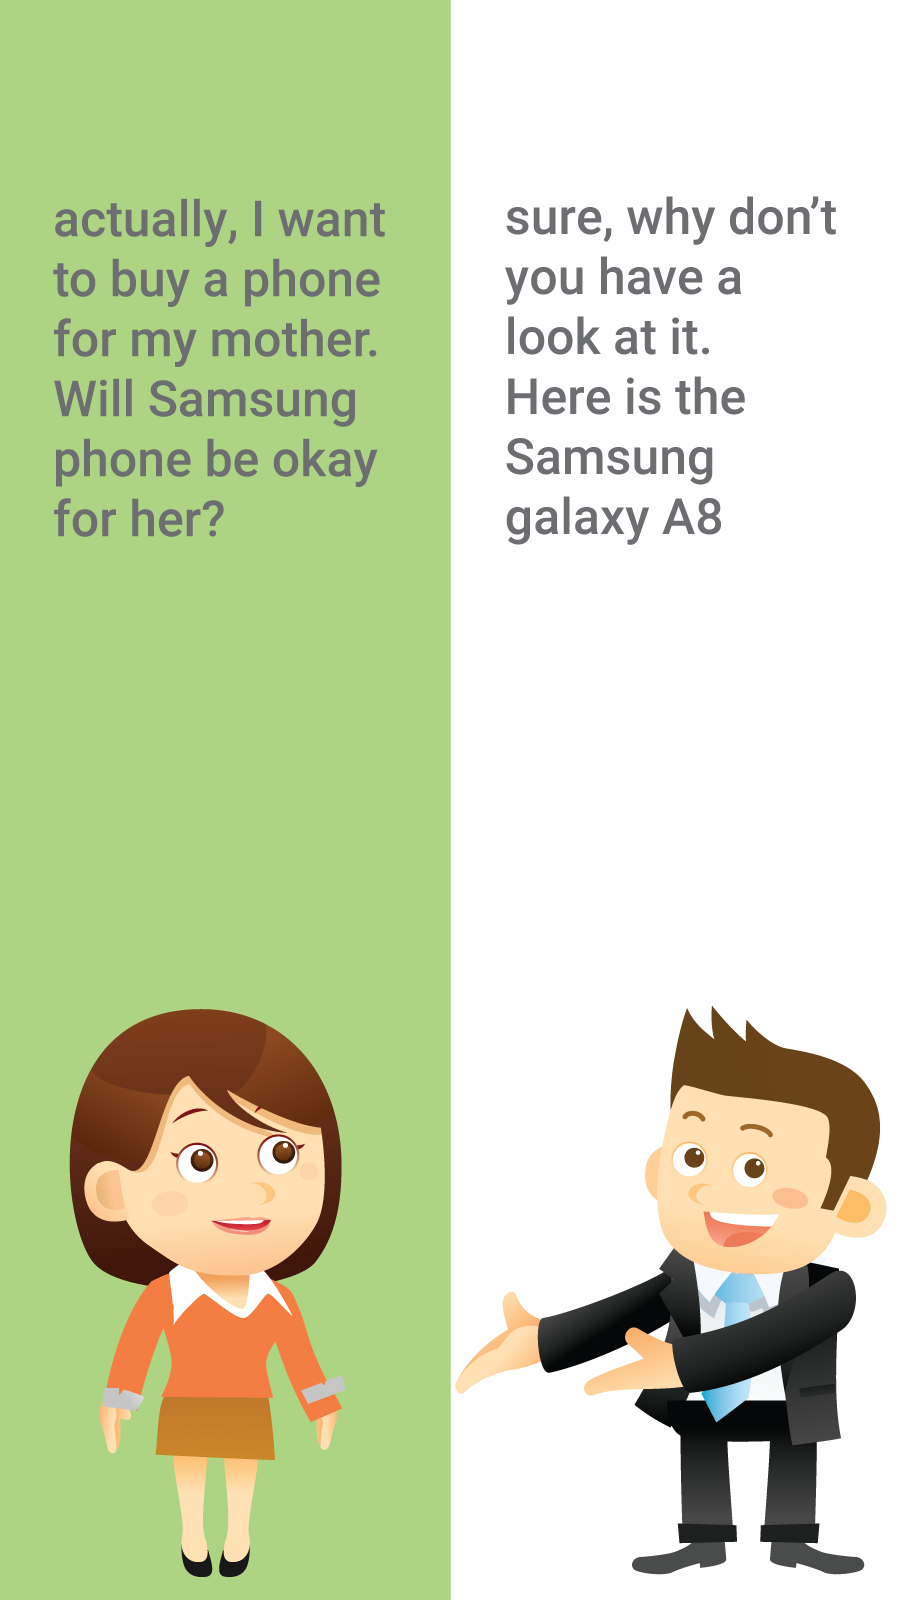 actually, I want
to buy a phone
for my mother.
Will Samsung
phone be okay
for her?
sure, why don’t
you have a
look at it.
Here is the
Samsung
galaxy A8